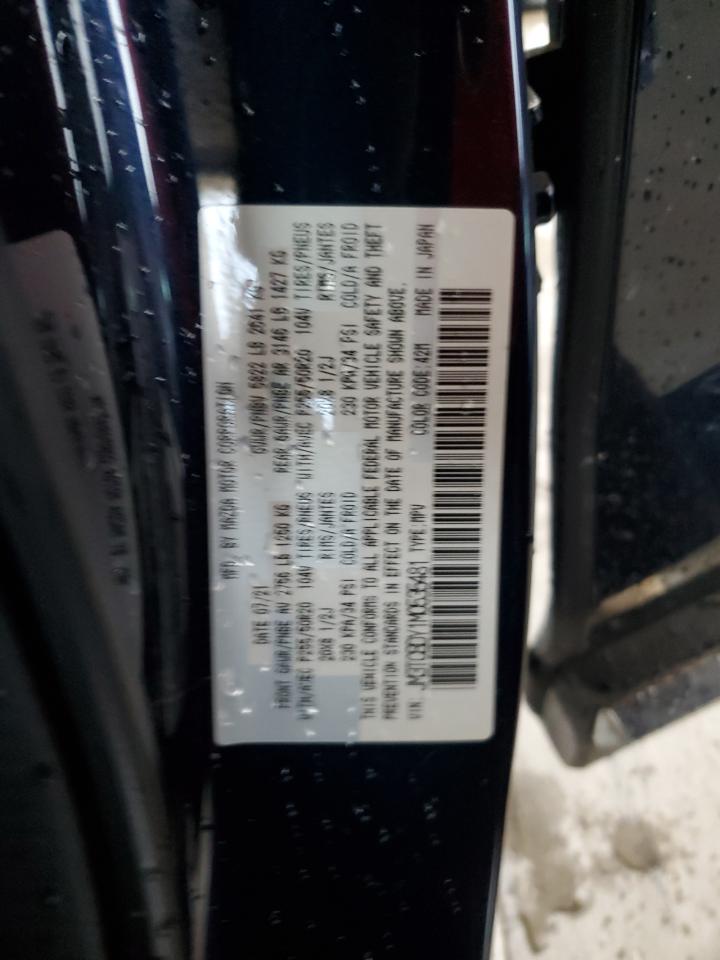 MFD. BY MAZDA MOTOR CORPORATION
DATE 07/21 GVWR/PNBV 5822 LB 2641 KG
FRONT GAWR/PNBE AV 2756 LB 1250 KG REAR GAWR/PNBE AR 3146 LB 1427 KG
WITH/AVEC P255/50R20 104V TIRES/PNEUS WITH/AVEC P255/50R20 104V TIRES/PNEUS
20X8 1/2J RIMS/JANTES 20X8 1/2J RIMS/JANTES
230 KPA/34 PSI COLD/A FROID 230 KPA/34 PSI COLD/A FROID
THIS VEHICLE CONFORMS TO ALL APPLICABLE FEDERAL MOTOR VEHICLE SAFETY AND THEFT
PREVENTION STANDARDS IN EFFECT ON THE DATE OF MANUFACTURE SHOWN ABOVE.
VIN: TYPE:MPV COLOR CODE:42M MADE IN JAPAN